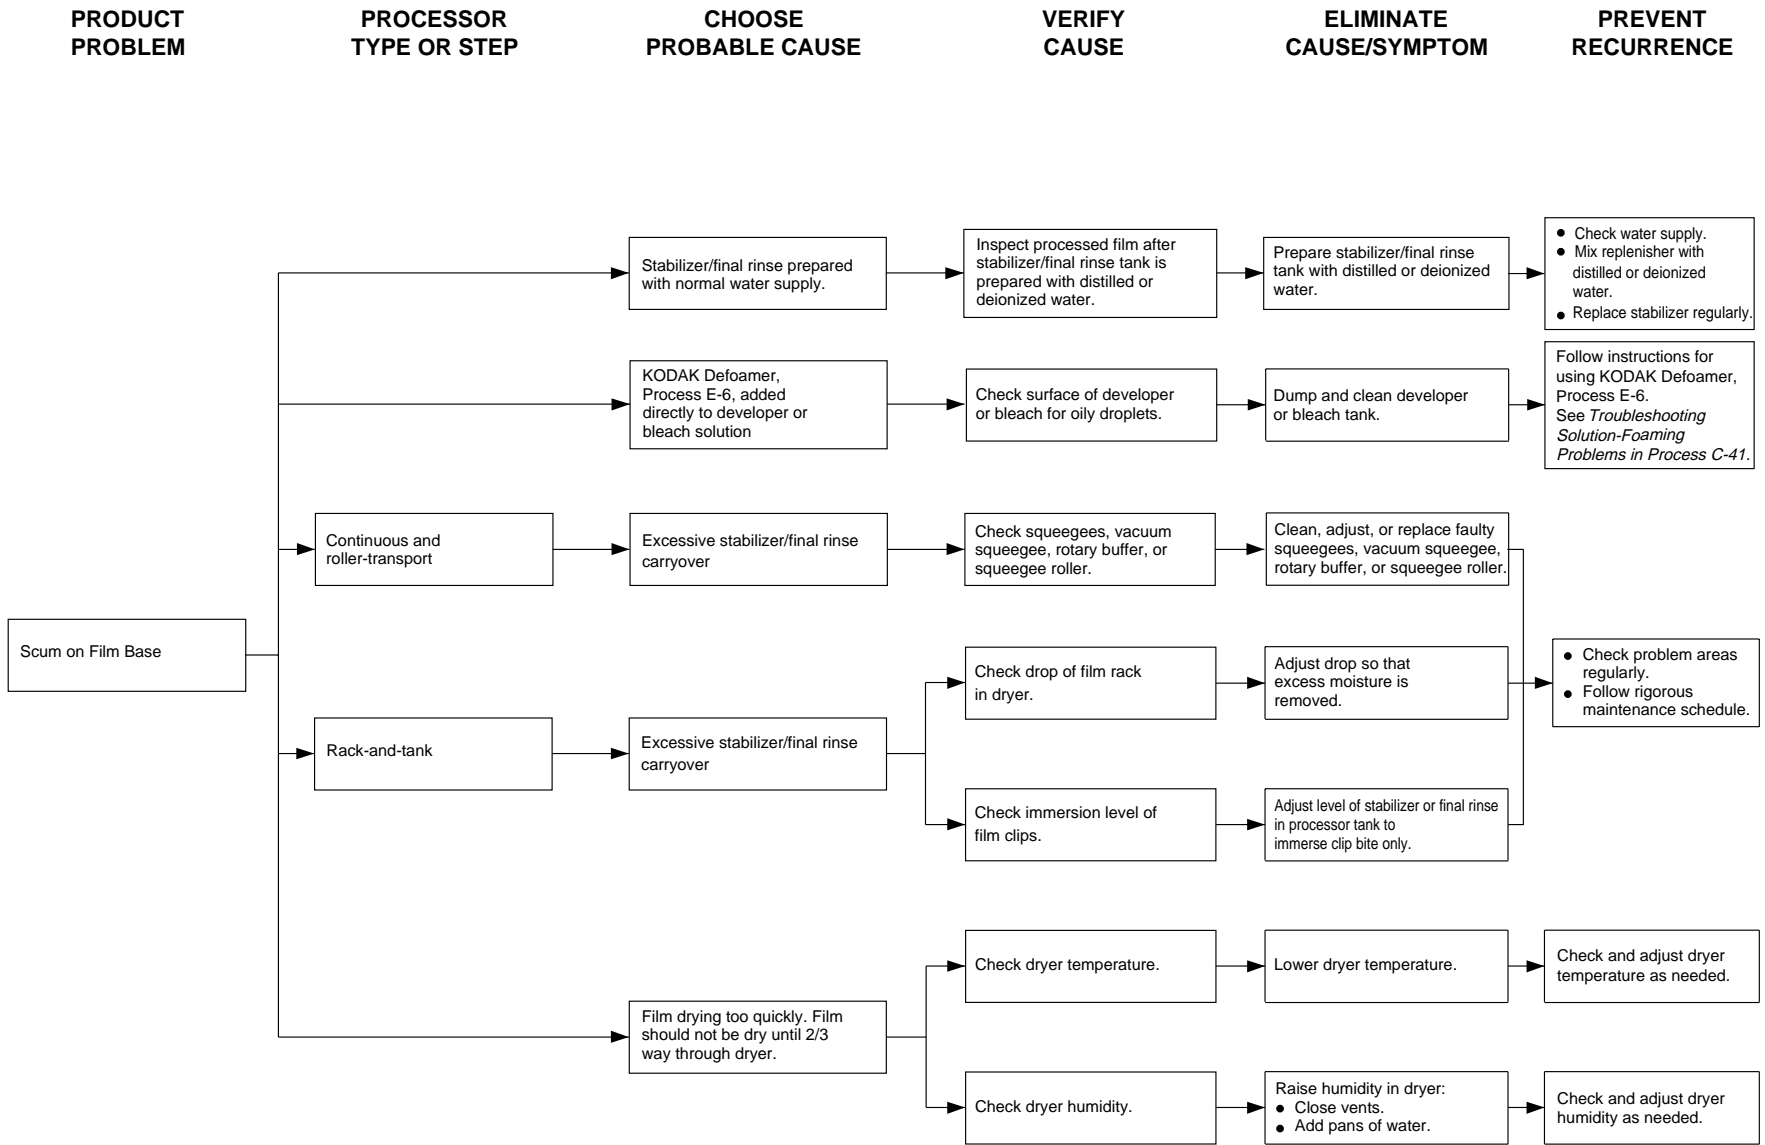 PRODUCT
PROBLEM
PROCESSOR
TYPE OR STEP
CHOOSE
PROBABLE CAUSE
VERIFY
CAUSE
ELIMINATE
CAUSE/SYMPTOM
PREVENT
RECURRENCE
Stabilizer/final rinse prepared
with normal water supply.
Inspect processed film after
stabilizer/final rinse tank is
prepared with distilled or
deionized water.
Prepare stabilizer/final rinse
tank with distilled or deionized
water.
● Check water supply.
● Mix replenisher with
distilled or deionized
water.
● Replace stabilizer regularly.
KODAK Defoamer,
Process E-6, added
directly to developer or
bleach solution
Check surface of developer
or bleach for oily droplets.
Dump and clean developer
or bleach tank.
Follow instructions for
using KODAK Defoamer,
Process E-6.
See Troubleshooting
Solution-Foaming
Problems in Process C-41.
Continuous and
roller-transport
Excessive stabilizer/final rinse
carryover
Check squeegees, vacuum
squeegee, rotary buffer, or
squeegee roller.
Clean, adjust, or replace faulty
squeegees, vacuum squeegee,
rotary buffer, or squeegee roller.
Scum on Film Base
Check drop of film rack
in dryer.
Adjust drop so that
excess moisture is
removed.
● Check problem areas
regularly.
● Follow rigorous
maintenance schedule.
Rack-and-tank
Excessive stabilizer/final rinse
carryover
Check immersion level of
film clips.
Adjust level of stabilizer or final rinse
in processor tank to
immerse clip bite only.
Film drying too quickly. Film
should not be dry until 2/3
way through dryer.
Check dryer temperature.
Lower dryer temperature.
Check and adjust dryer
temperature as needed.
Check dryer humidity.
Raise humidity in dryer:
● Close vents.
● Add pans of water.
Check and adjust dryer
humidity as needed.